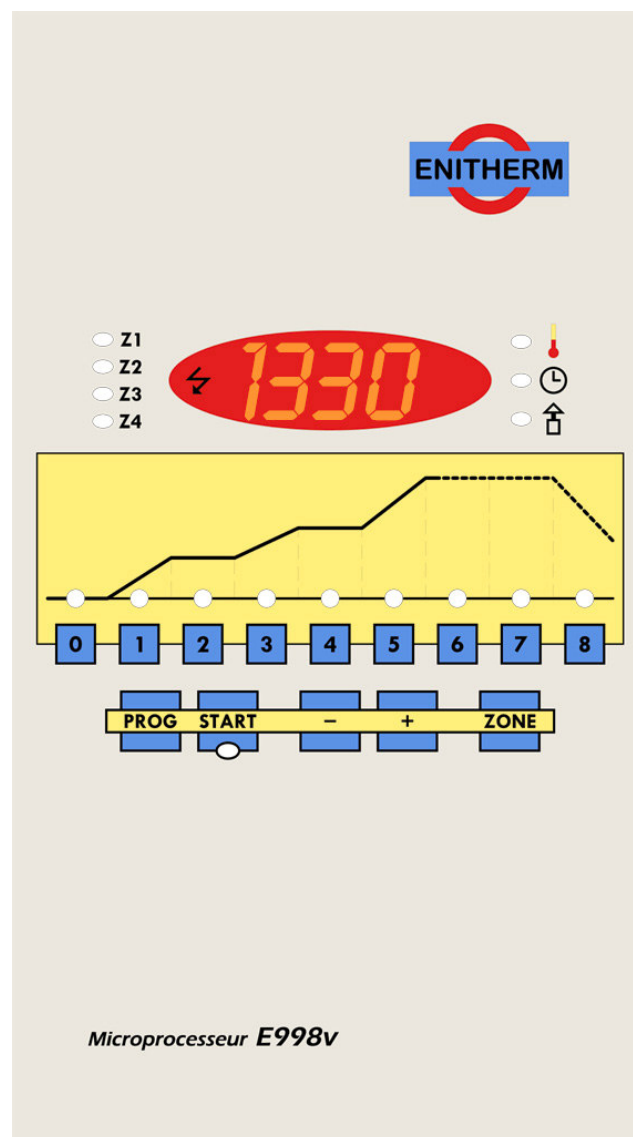 ENITHERM
Z1
Z2
Z3
Z4
1330
0 1 2 3 4 5 6 7 8
PROG START − + ZONE
Microprocesseur E998v